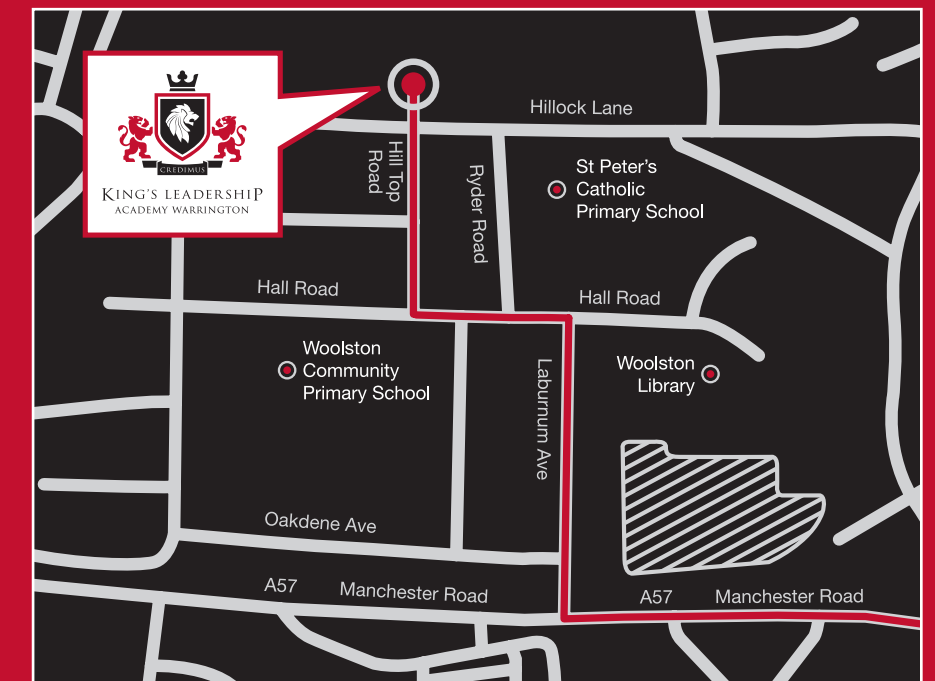 CREDIMUS
KING'S LEADERSHIP
ACADEMY WARRINGTON
Hillock Lane
Hill Top
Road
Ryder Road
St Peter's
Catholic
Primary School
Hall Road
Hall Road
Woolston
Community
Primary School
Laburnum Ave
Woolston
Library
Oakdene Ave
A57
Manchester Road
A57
Manchester Road